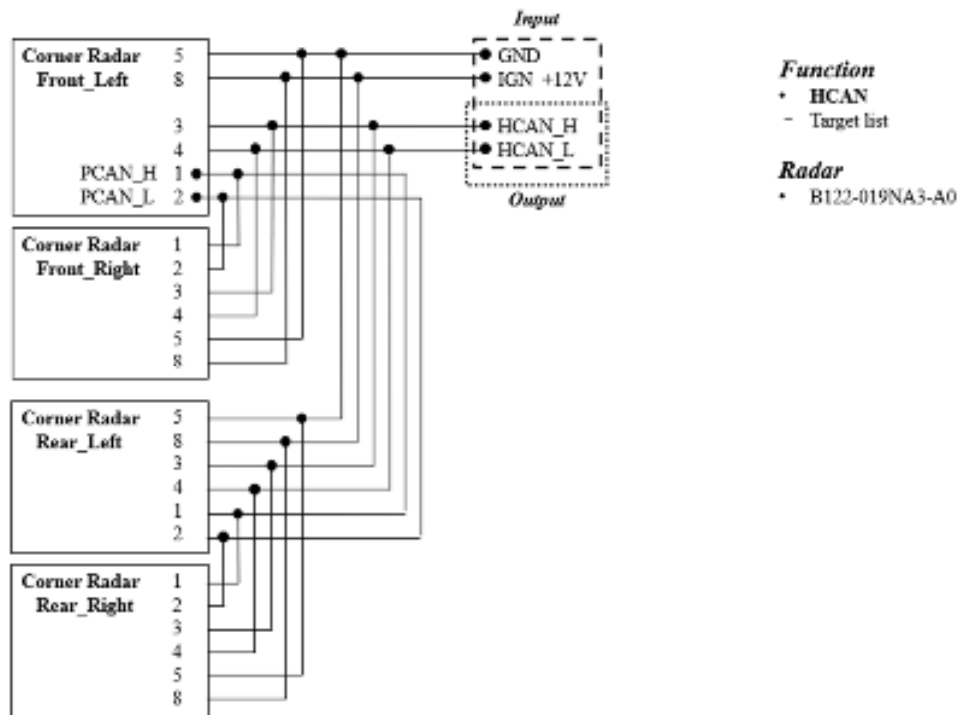 Input
Corner Radar 5
Front_Left 8
3
4
PCAN_H 1
PCAN_L 2
GND
IGN +12V
HCAN_H
HCAN_L
Output
Function
• HCAN
- Target list
Radar
• B122-019NA3-A0
Corner Radar 1
Front_Right 2
3
4
5
8
Corner Radar 5
Rear_Left 8
3
4
1
2
Corner Radar 1
Rear_Right 2
3
4
5
8